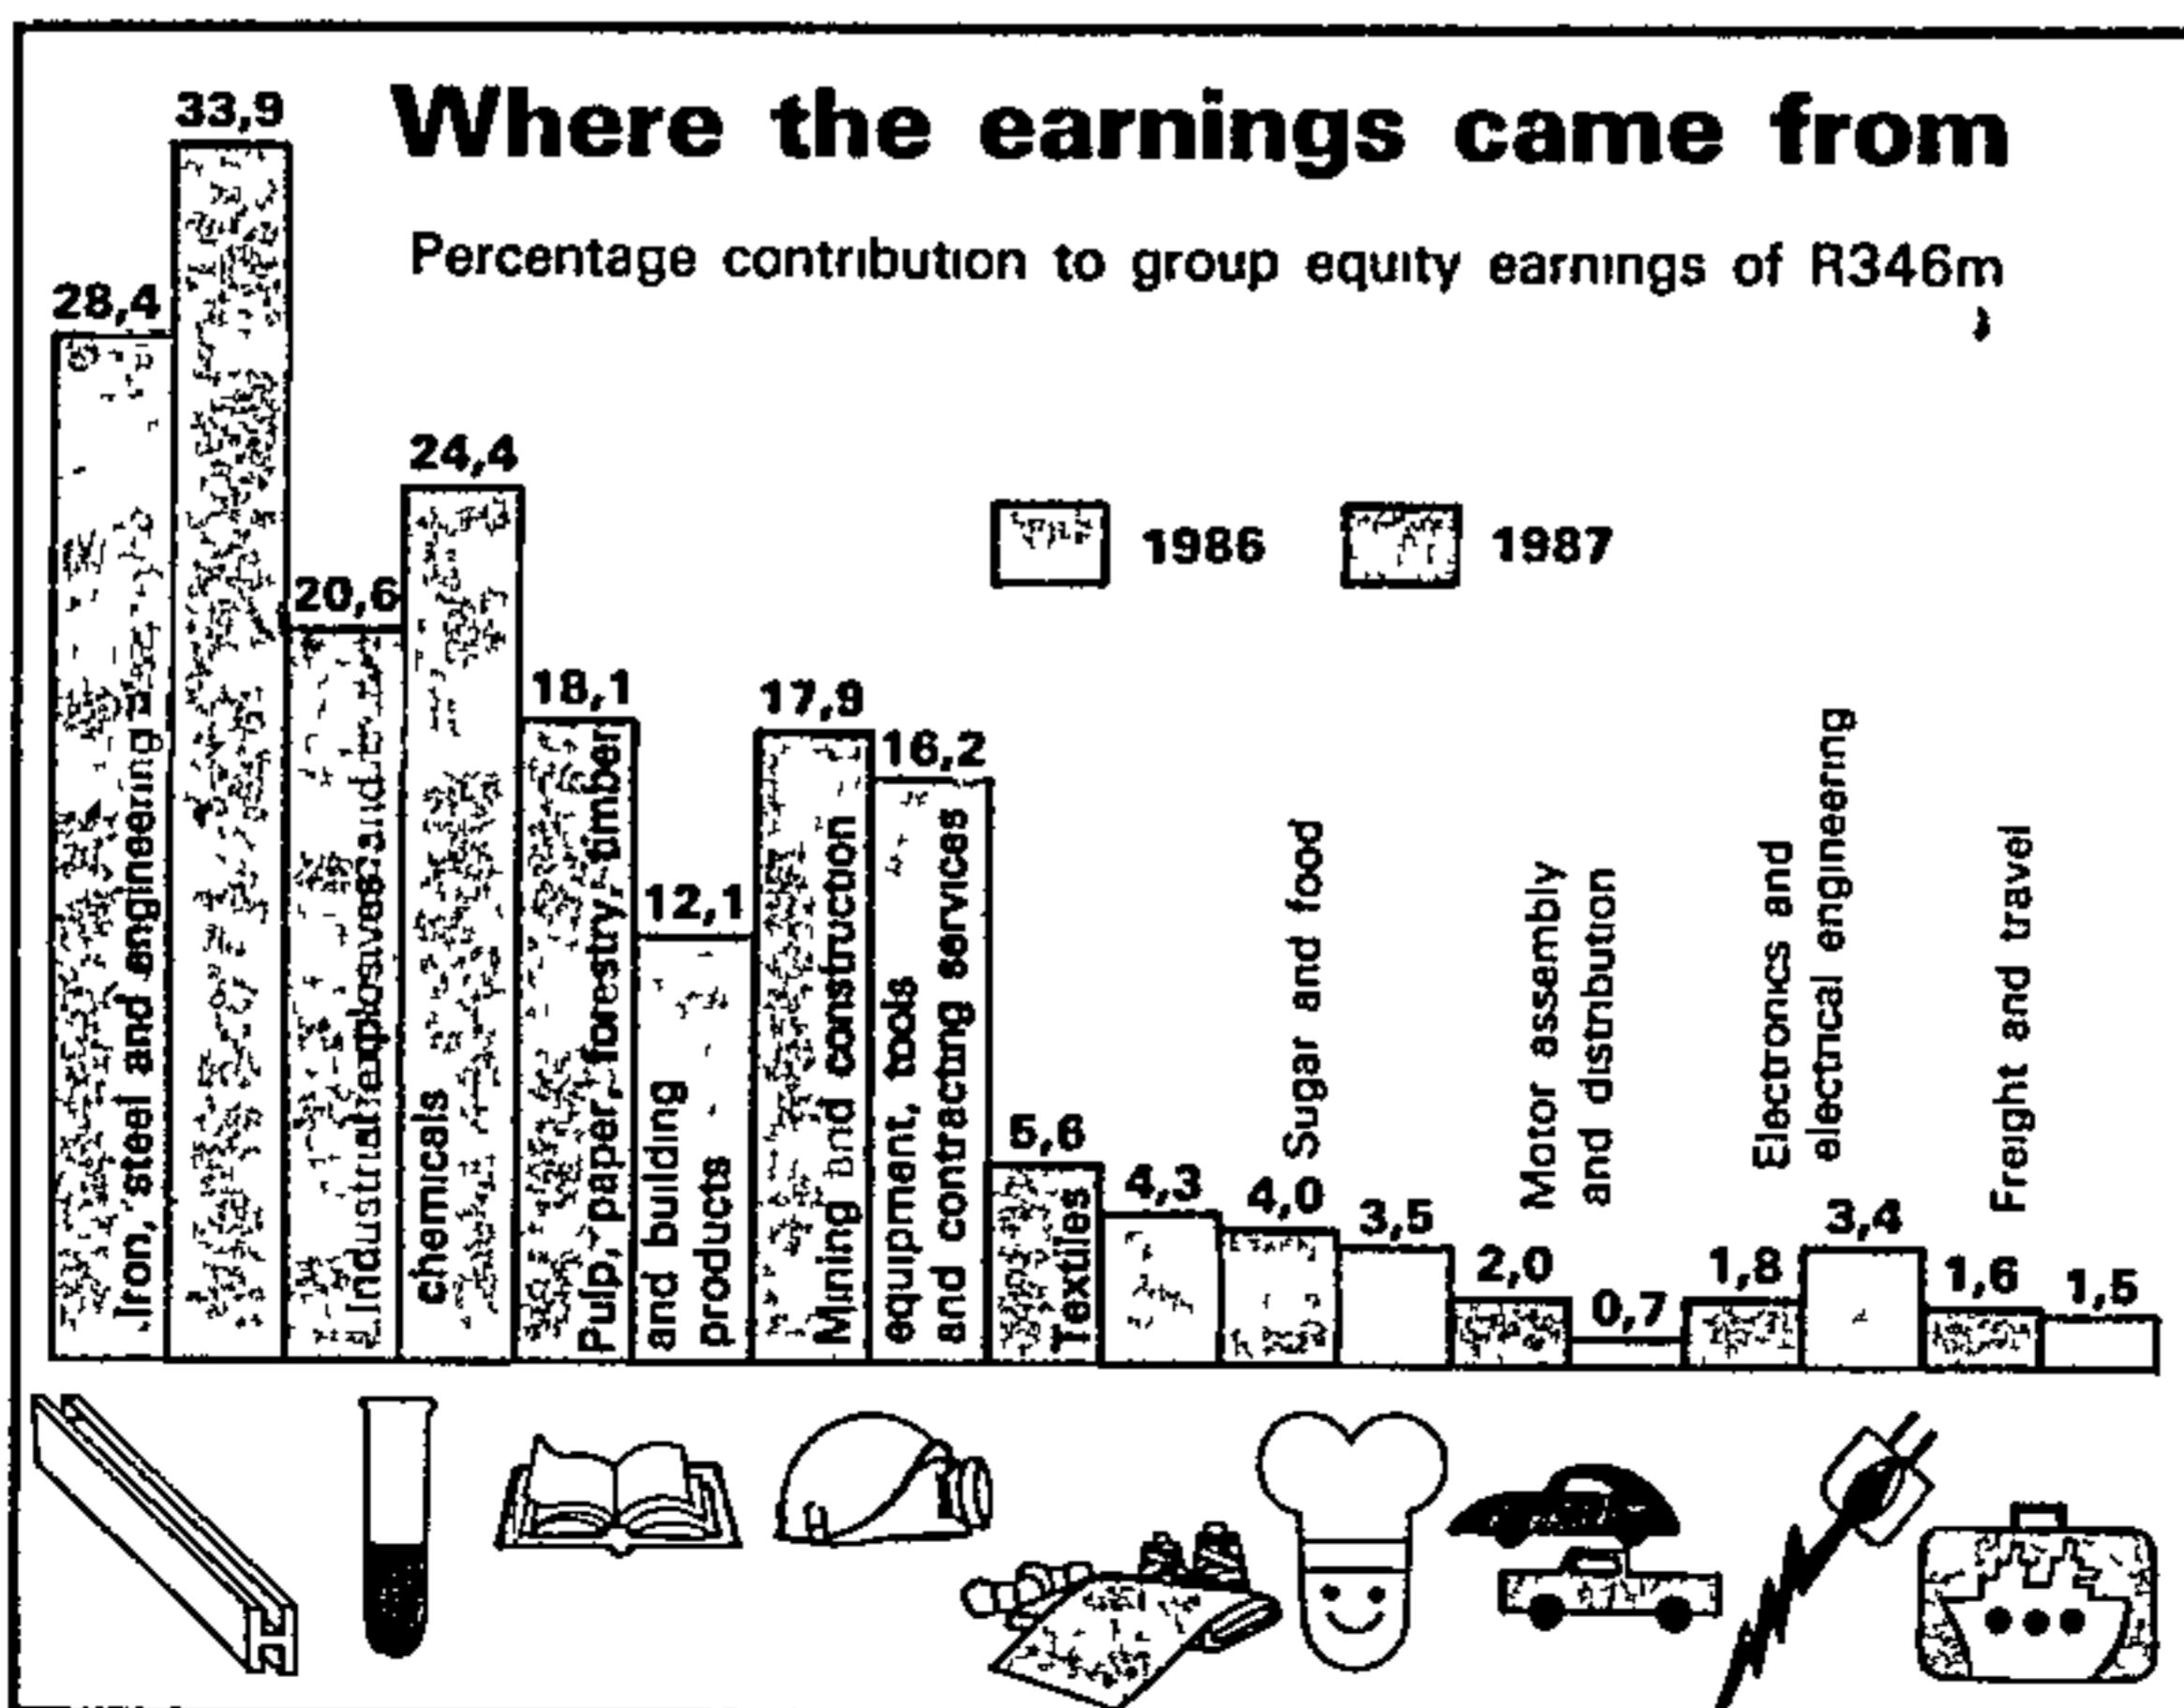 Where the earnings came from
Percentage contribution to group equity earnings of R346m
1986
1987
28,4
33,9
Iron, steel and engineering
20,6
24,4
Industrial explosives and
chemicals
18,1
12,1
Pulp, paper, forestry, timber
and building
products
17,9
16,2
Mining and construction
equipment, tools
and contracting services
5,6
4,3
Textiles
4,0
3,5
Sugar and food
2,0
0,7
Motor assembly
and distribution
1,8
3,4
Electronics and
electrical engineering
1,6
1,5
Freight and travel